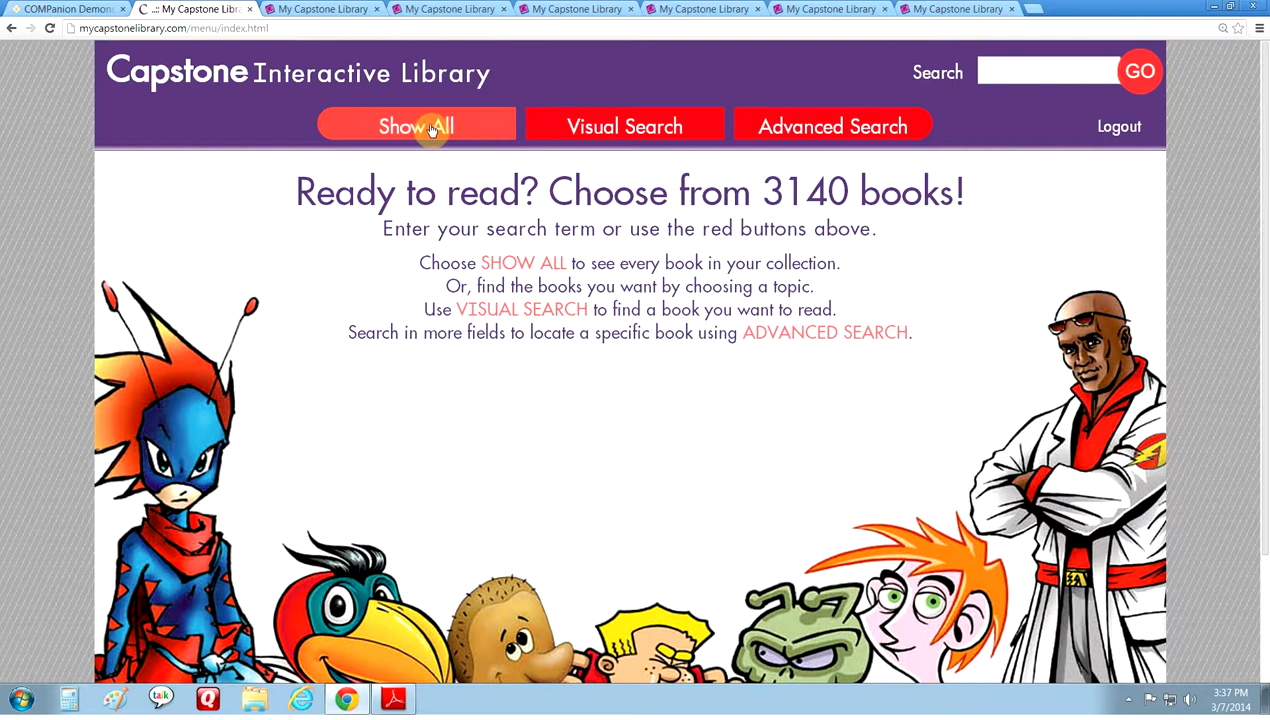 COMPanion Demons
..:: My Capstone Libr
My Capstone Library
My Capstone Library
My Capstone Library
My Capstone Library
My Capstone Library
My Capstone Library
mycapstonelibrary.com/menu/index.html
Capstone Interactive Library
Search
GO
Show All
Visual Search
Advanced Search
Logout
Ready to read? Choose from 3140 books!
Enter your search term or use the red buttons above.
Choose SHOW ALL to see every book in your collection.
Or, find the books you want by choosing a topic.
Use VISUAL SEARCH to find a book you want to read.
Search in more fields to locate a specific book using ADVANCED SEARCH.
talk
Q
3:37 PM
3/7/2014